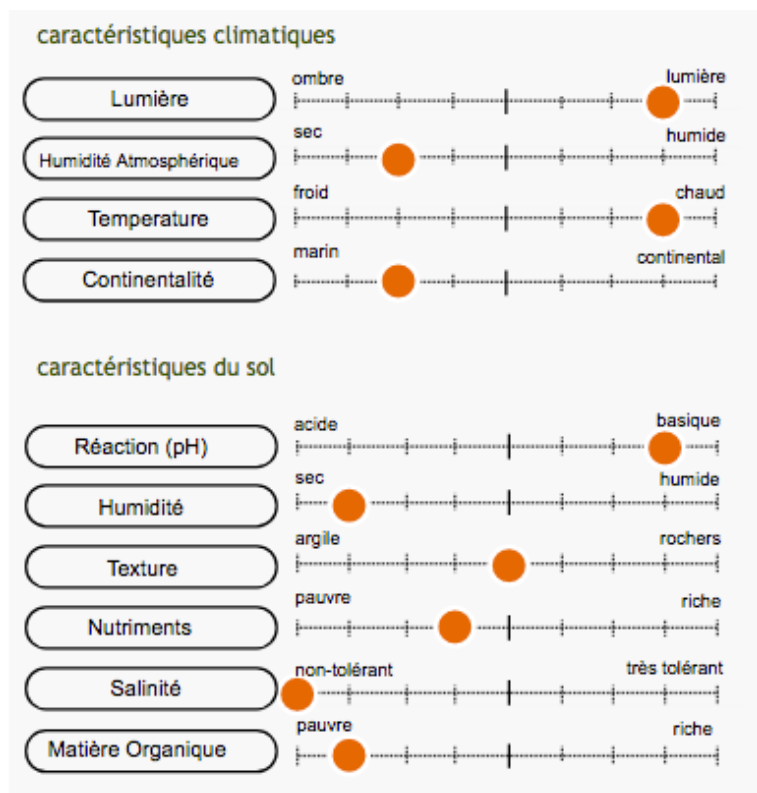 caractéristiques climatiques
Lumière ombre lumière
Humidité Atmosphérique sec humide
Temperature froid chaud
Continentalité marin continental
caractéristiques du sol
Réaction (pH) acide basique
Humidité sec humide
Texture argile rochers
Nutriments pauvre riche
Salinité non-tolérant très tolérant
Matière Organique pauvre riche